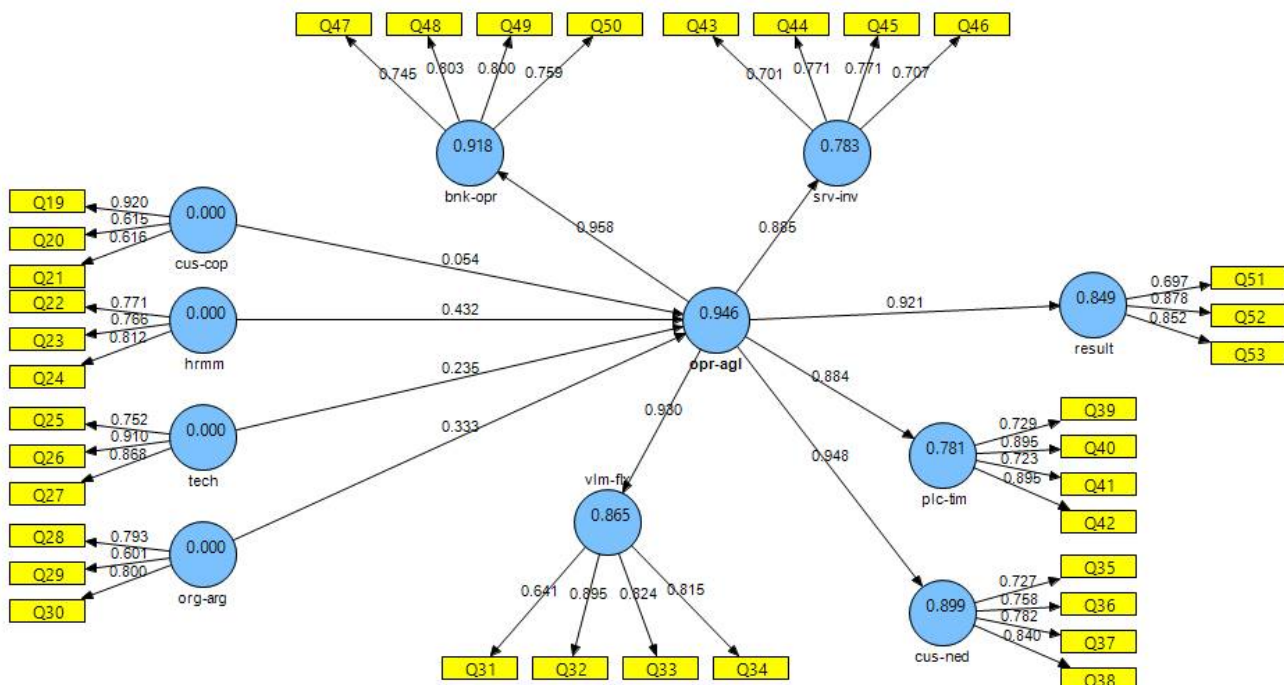 Q47 Q48 Q49 Q50 Q43 Q44 Q45 Q46
0.745 0.803 0.800 0.759 0.701 0.771 0.771 0.707
0.918 0.783
bnk-opr srv-inv
Q19 0.920 0.000
Q20 0.615
Q21 0.616 cus-cop
0.958 0.885
0.054
Q22 0.771 0.000
Q23 0.766
Q24 0.812 hrmm
0.432
0.946
opr-agl
0.921
0.849
result
0.697 Q51
0.878 Q52
0.852 Q53
Q25 0.752 0.000
Q26 0.910
Q27 0.868 tech
0.235
0.333
0.930
0.884
0.948
0.781
plc-tim
0.729 Q39
0.895 Q40
0.723 Q41
0.895 Q42
Q28 0.793 0.000
Q29 0.601
Q30 0.800 org-arg
vlm-flx
0.865
0.641 0.895 0.824 0.815
Q31 Q32 Q33 Q34
0.899
cus-ned
0.727 Q35
0.758 Q36
0.782 Q37
0.840 Q38